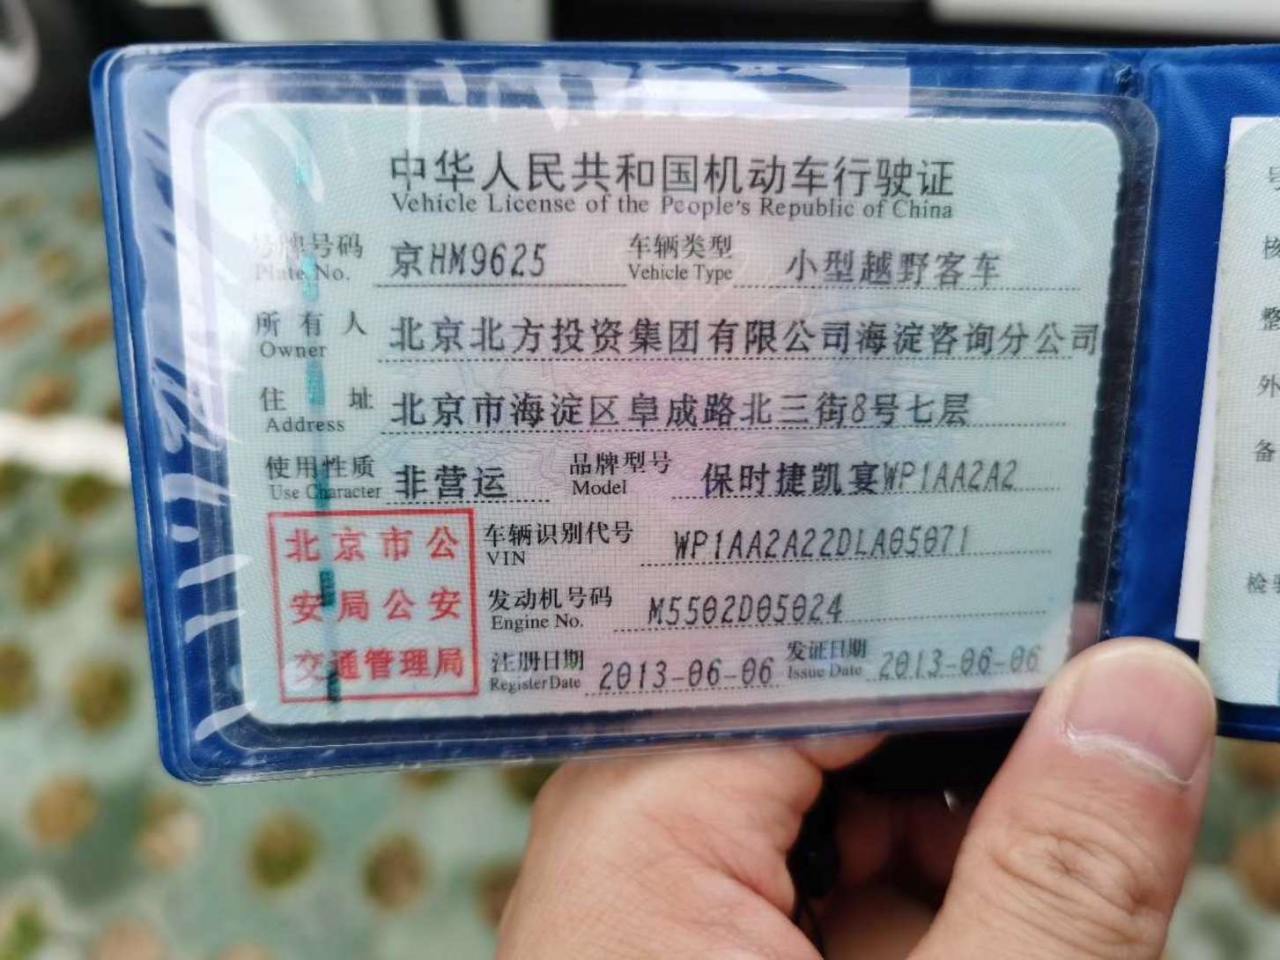 中华人民共和国机动车行驶证
Vehicle License of the People's Republic of China
号牌号码 京HM9625 车辆类型 小型越野客车
Plate No. Vehicle Type
所有人 北京北方投资集团有限公司海淀咨询分公司
Owner
住址 北京市海淀区阜成路北三街8号七层
Address
使用性质 非营运 品牌型号 保时捷凯宴WP1AA2A2
Use Character Model
北京市公
安局公安
交通管理局
车辆识别代号 WP1AA2A22DLA05071
VIN
发动机号码 M5502D05024
Engine No.
注册日期 2013-06-06 发证日期 2013-06-06
Register Date Issue Date
号
核
整
外
备
检